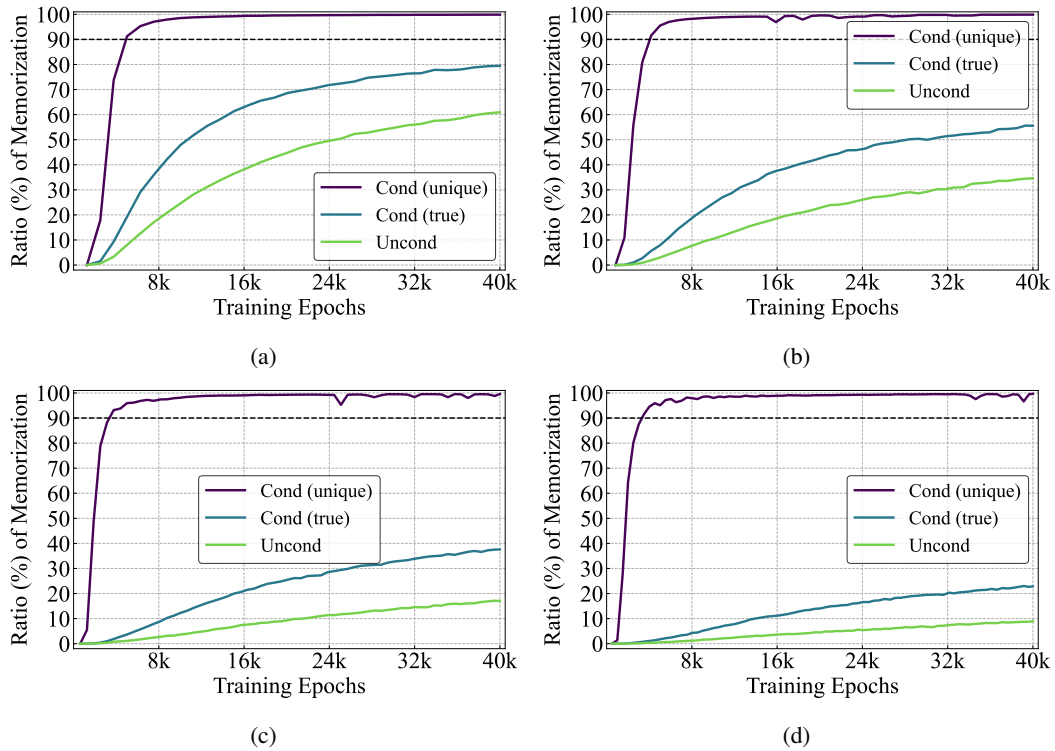 100
90
80
70
60
50
40
30
20
10
0
Ratio (%) of Memorization
Cond (unique)
Cond (true)
Uncond
8k 16k 24k 32k 40k
Training Epochs
(a)
100
90
80
70
60
50
40
30
20
10
0
Ratio (%) of Memorization
Cond (unique)
Cond (true)
Uncond
8k 16k 24k 32k 40k
Training Epochs
(b)
100
90
80
70
60
50
40
30
20
10
0
Ratio (%) of Memorization
Cond (unique)
Cond (true)
Uncond
8k 16k 24k 32k 40k
Training Epochs
(c)
100
90
80
70
60
50
40
30
20
10
0
Ratio (%) of Memorization
Cond (unique)
Cond (true)
Uncond
8k 16k 24k 32k 40k
Training Epochs
(d)